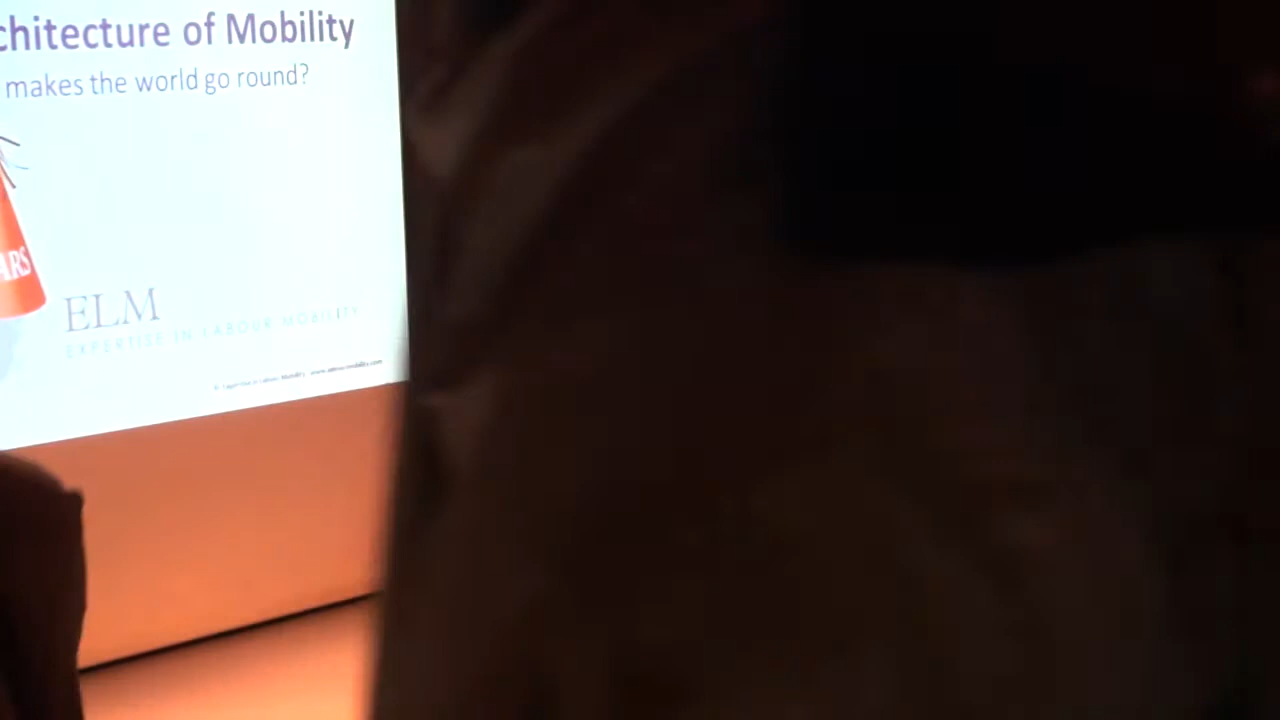 chitecture of Mobility
makes the world go round?
ARS
ELM
EXPERTISE IN LABOUR MOBILITY